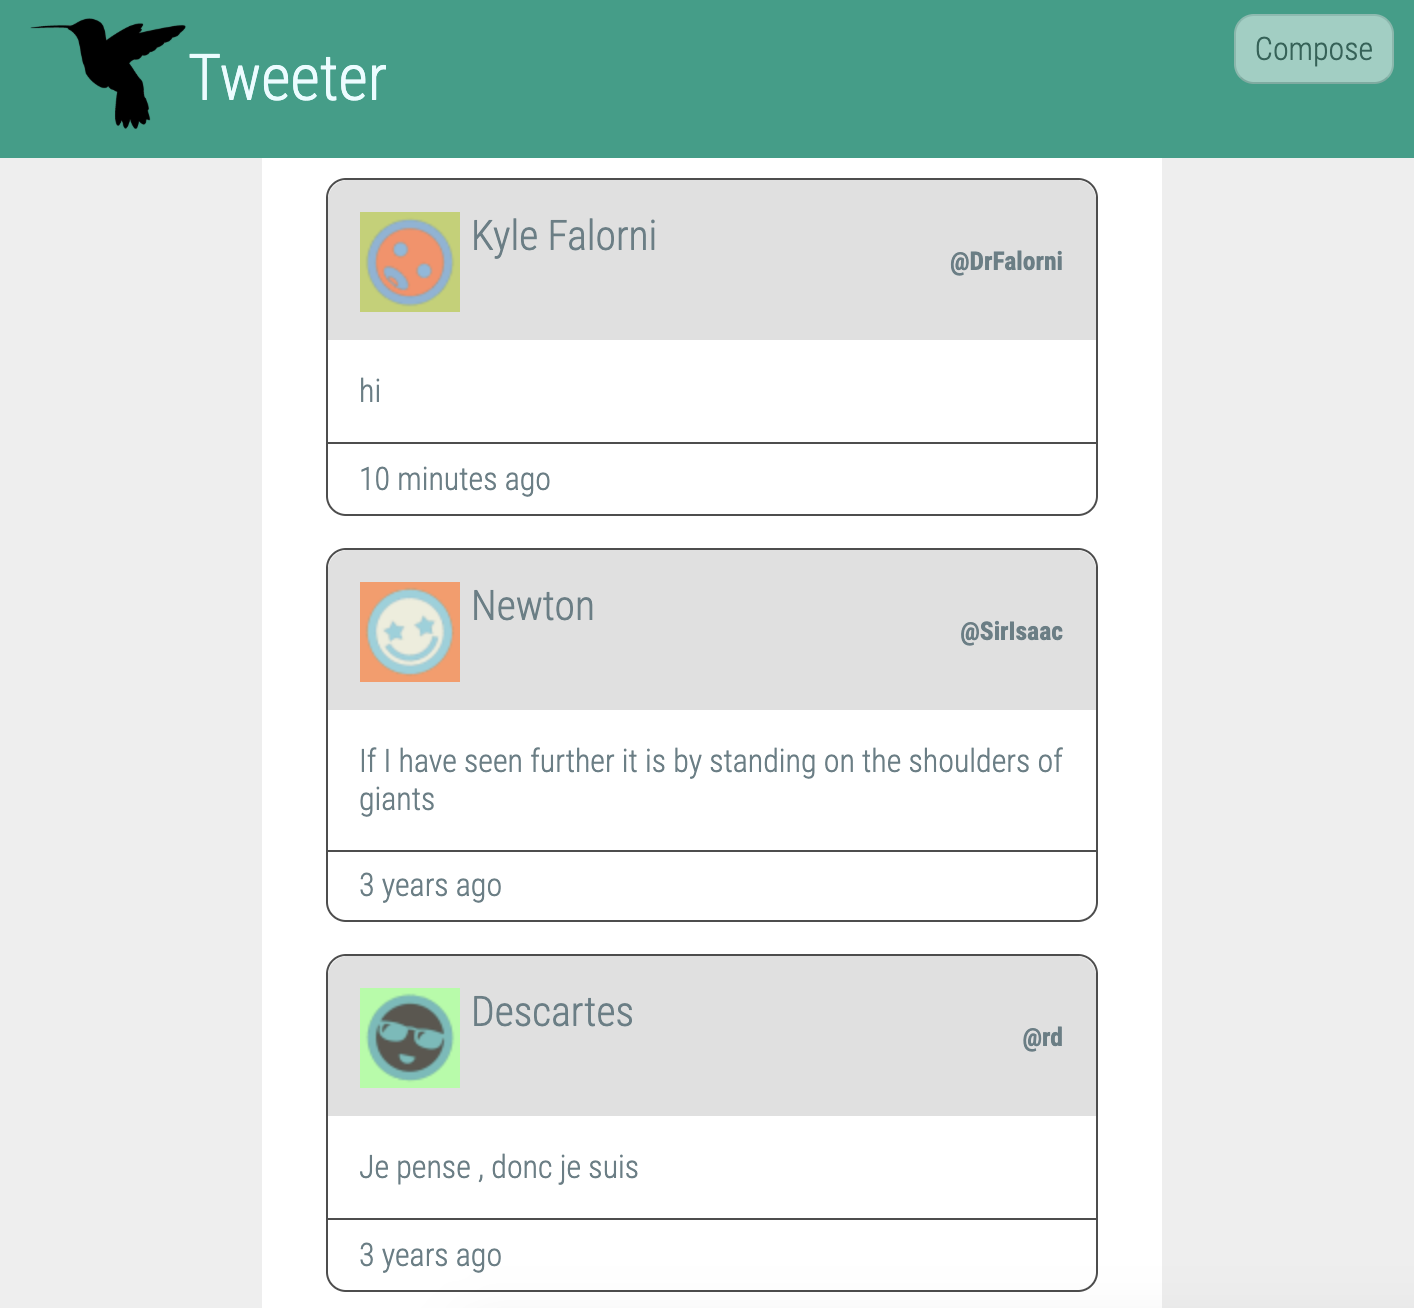 Tweeter
Compose
Kyle Falorni
@DrFalorni
hi
10 minutes ago
Newton
@SirIsaac
If I have seen further it is by standing on the shoulders of
giants
3 years ago
Descartes
@rd
Je pense , donc je suis
3 years ago